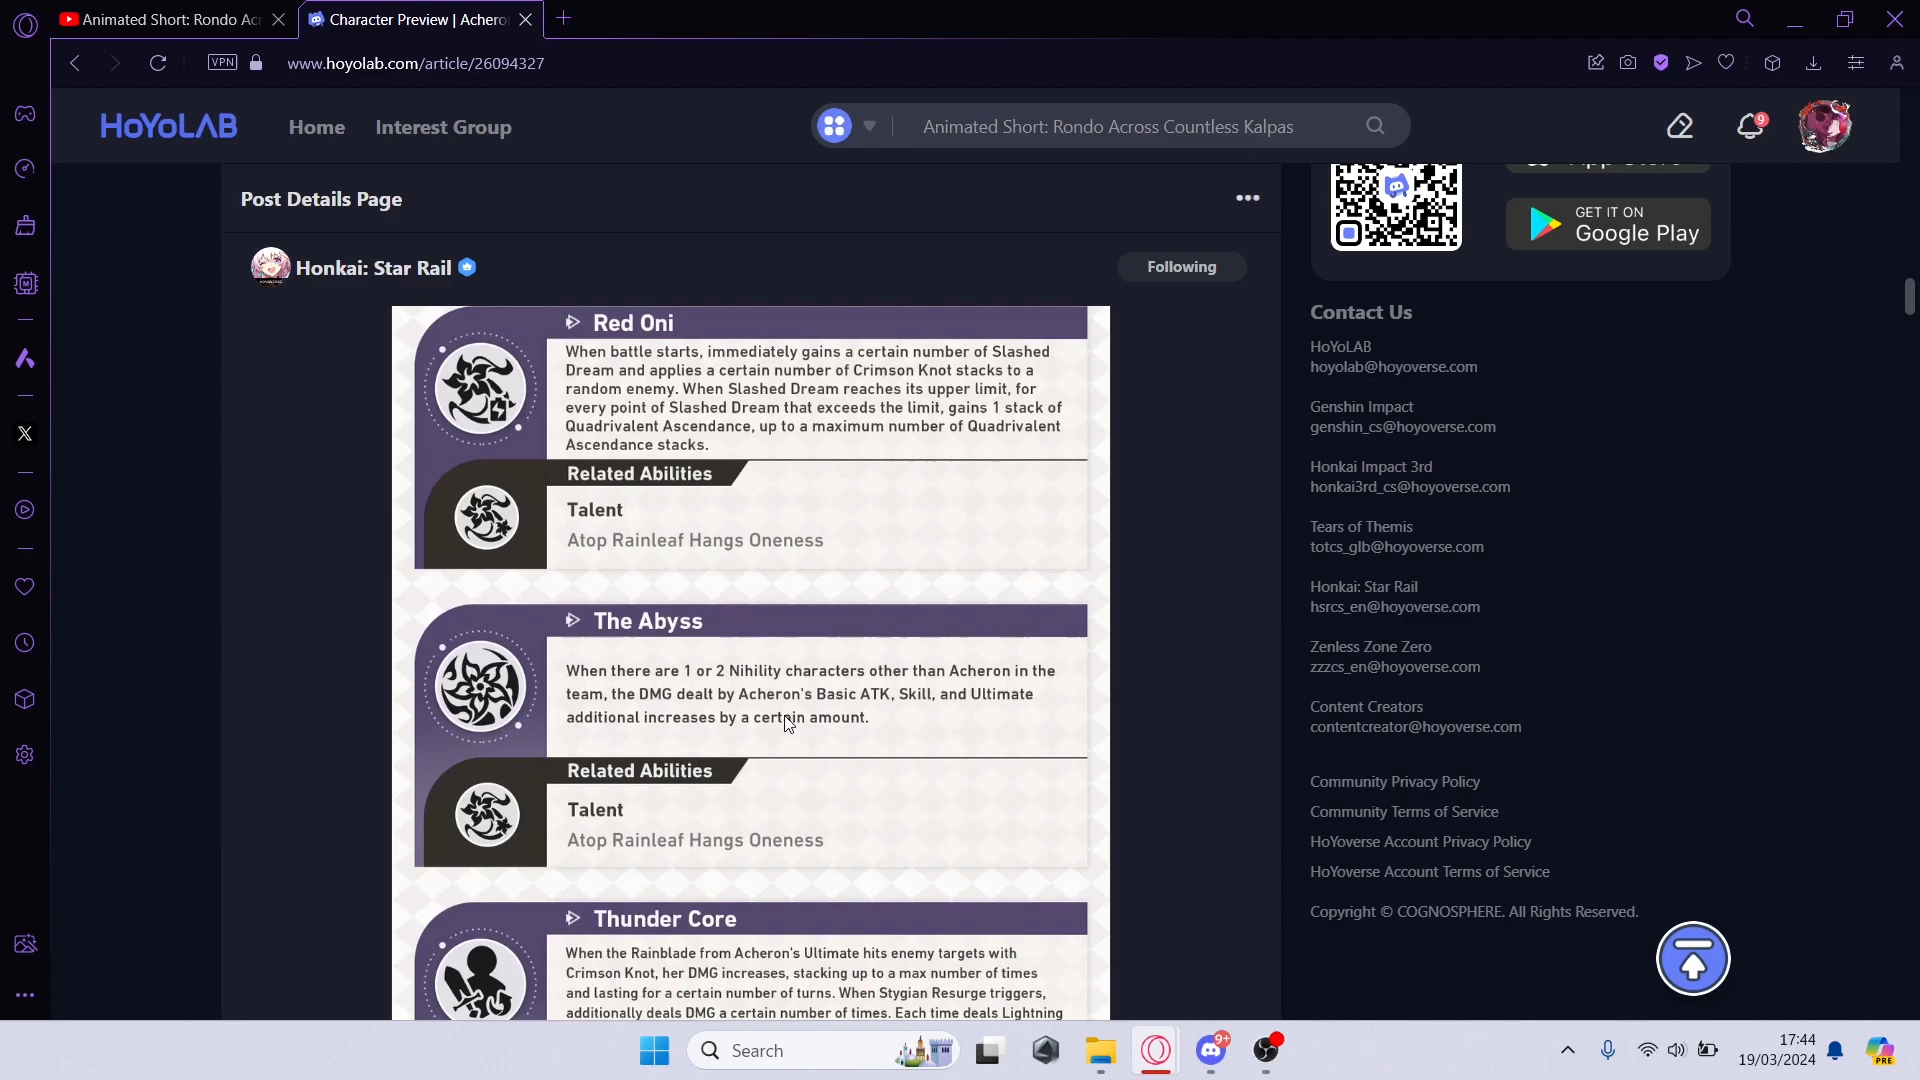 Animated Short: Rondo Ac
Character Preview | Achero
VPN
www.hoyolab.com/article/26094327
HoYoLAB
Home
Interest Group
Animated Short: Rondo Across Countless Kalpas
9
Post Details Page
Honkai: Star Rail
Following
Red Oni
When battle starts, immediately gains a certain number of Slashed
Dream and applies a certain number of Crimson Knot stacks to a
random enemy. When Slashed Dream reaches its upper limit, for
every point of Slashed Dream that exceeds the limit, gains 1 stack of
Quadrivalent Ascendance, up to a maximum number of Quadrivalent
Ascendance stacks.
Related Abilities
Talent
Atop Rainleaf Hangs Oneness
The Abyss
When there are 1 or 2 Nihility characters other than Acheron in the
team, the DMG dealt by Acheron's Basic ATK, Skill, and Ultimate
additional increases by a certain amount.
Related Abilities
Talent
Atop Rainleaf Hangs Oneness
Thunder Core
When the Rainblade from Acheron's Ultimate hits enemy targets with
Crimson Knot, her DMG increases, stacking up to a max number of times
and lasting for a certain number of turns. When Stygian Resurge triggers,
additionally deals DMG a certain number of times. Each time deals Lightning
App Store
GET IT ON
Google Play
Contact Us
HoYoLAB
hoyolab@hoyoverse.com
Genshin Impact
genshin_cs@hoyoverse.com
Honkai Impact 3rd
honkai3rd_cs@hoyoverse.com
Tears of Themis
totcs_glb@hoyoverse.com
Honkai: Star Rail
hsrcs_en@hoyoverse.com
Zenless Zone Zero
zzzcs_en@hoyoverse.com
Content Creators
contentcreator@hoyoverse.com
Community Privacy Policy
Community Terms of Service
HoYoverse Account Privacy Policy
HoYoverse Account Terms of Service
Copyright © COGNOSPHERE. All Rights Reserved.
Search
9+
17:44
19/03/2024
PRE